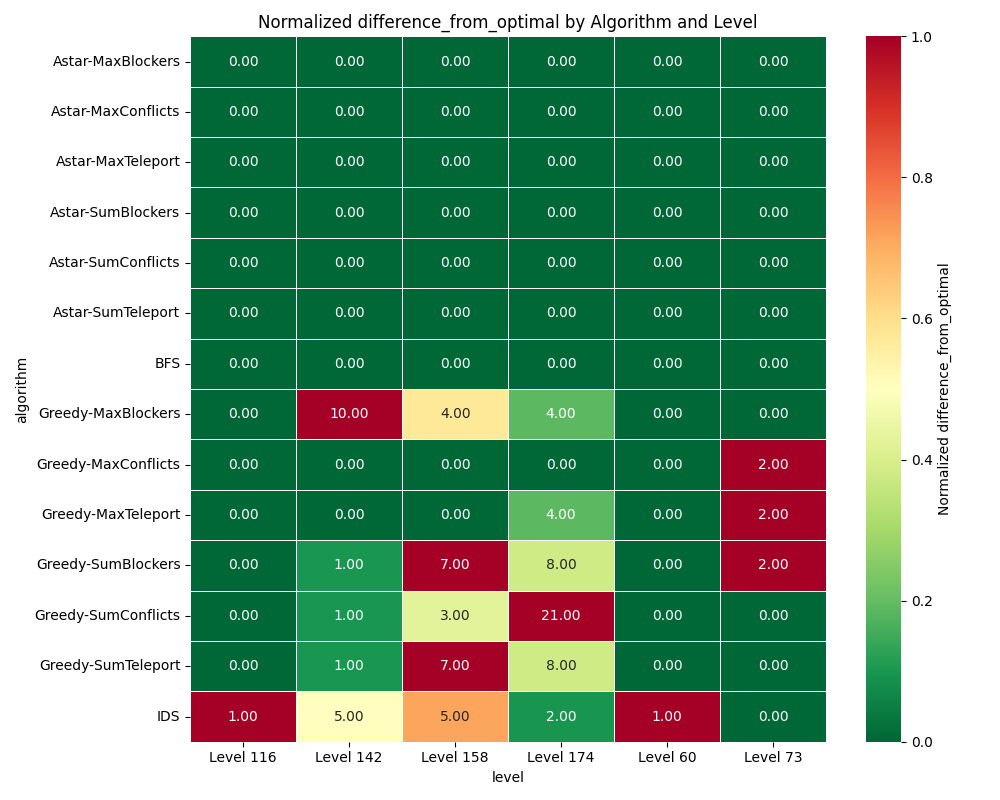 Normalized difference_from_optimal by Algorithm and Level
algorithm
Astar-MaxBlockers 0.00 0.00 0.00 0.00 0.00 0.00
Astar-MaxConflicts 0.00 0.00 0.00 0.00 0.00 0.00
Astar-MaxTeleport 0.00 0.00 0.00 0.00 0.00 0.00
Astar-SumBlockers 0.00 0.00 0.00 0.00 0.00 0.00
Astar-SumConflicts 0.00 0.00 0.00 0.00 0.00 0.00
Astar-SumTeleport 0.00 0.00 0.00 0.00 0.00 0.00
BFS 0.00 0.00 0.00 0.00 0.00 0.00
Greedy-MaxBlockers 0.00 10.00 4.00 4.00 0.00 0.00
Greedy-MaxConflicts 0.00 0.00 0.00 0.00 0.00 2.00
Greedy-MaxTeleport 0.00 0.00 0.00 4.00 0.00 2.00
Greedy-SumBlockers 0.00 1.00 7.00 8.00 0.00 2.00
Greedy-SumConflicts 0.00 1.00 3.00 21.00 0.00 0.00
Greedy-SumTeleport 0.00 1.00 7.00 8.00 0.00 0.00
IDS 1.00 5.00 5.00 2.00 1.00 0.00
Level 116 Level 142 Level 158 Level 174 Level 60 Level 73
level
1.0
0.8
0.6
0.4
0.2
0.0
Normalized difference_from_optimal